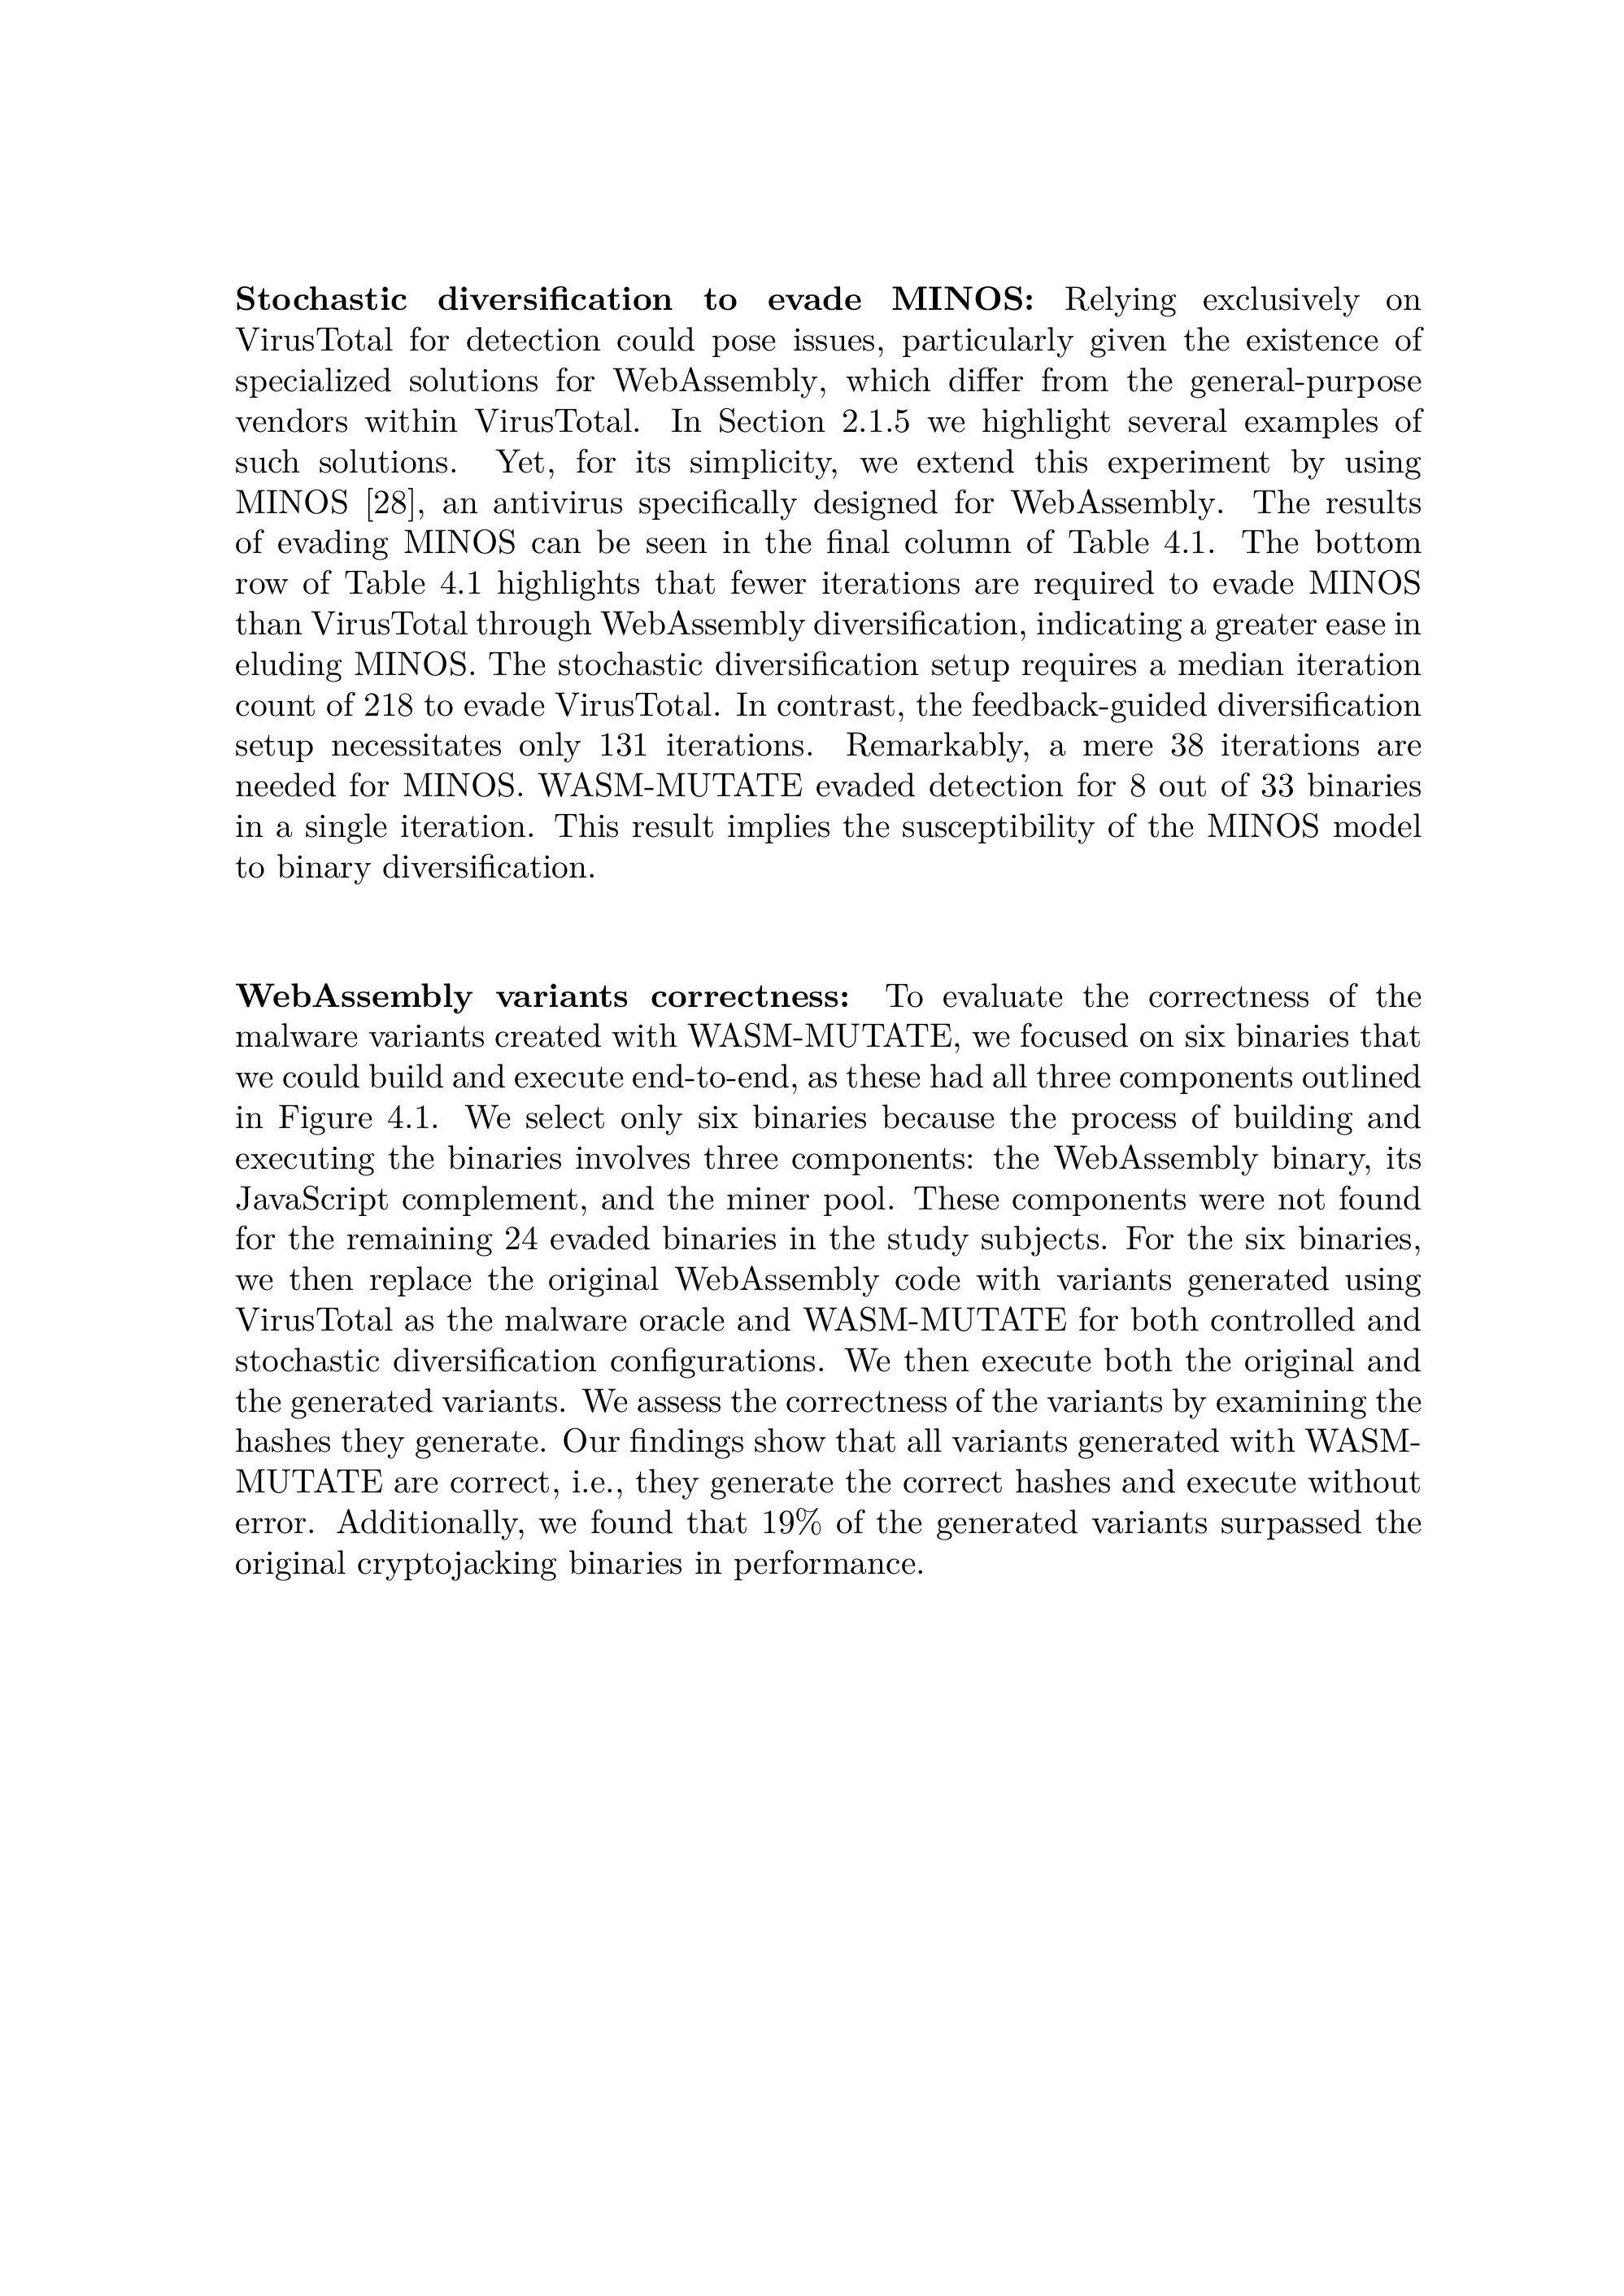 Stochastic diversification to evade MINOS: Relying exclusively on
VirusTotal for detection could pose issues, particularly given the existence of
specialized solutions for WebAssembly, which differ from the general-purpose
vendors within VirusTotal. In Section 2.1.5 we highlight several examples of
such solutions. Yet, for its simplicity, we extend this experiment by using
MINOS [28], an antivirus specifically designed for WebAssembly. The results
of evading MINOS can be seen in the final column of Table 4.1. The bottom
row of Table 4.1 highlights that fewer iterations are required to evade MINOS
than VirusTotal through WebAssembly diversification, indicating a greater ease in
eluding MINOS. The stochastic diversification setup requires a median iteration
count of 218 to evade VirusTotal. In contrast, the feedback-guided diversification
setup necessitates only 131 iterations. Remarkably, a mere 38 iterations are
needed for MINOS. WASM-MUTATE evaded detection for 8 out of 33 binaries
in a single iteration. This result implies the susceptibility of the MINOS model
to binary diversification.
WebAssembly variants correctness: To evaluate the correctness of the
malware variants created with WASM-MUTATE, we focused on six binaries that
we could build and execute end-to-end, as these had all three components outlined
in Figure 4.1. We select only six binaries because the process of building and
executing the binaries involves three components: the WebAssembly binary, its
JavaScript complement, and the miner pool. These components were not found
for the remaining 24 evaded binaries in the study subjects. For the six binaries,
we then replace the original WebAssembly code with variants generated using
VirusTotal as the malware oracle and WASM-MUTATE for both controlled and
stochastic diversification configurations. We then execute both the original and
the generated variants. We assess the correctness of the variants by examining the
hashes they generate. Our findings show that all variants generated with WASM-
MUTATE are correct, i.e., they generate the correct hashes and execute without
error. Additionally, we found that 19% of the generated variants surpassed the
original cryptojacking binaries in performance.